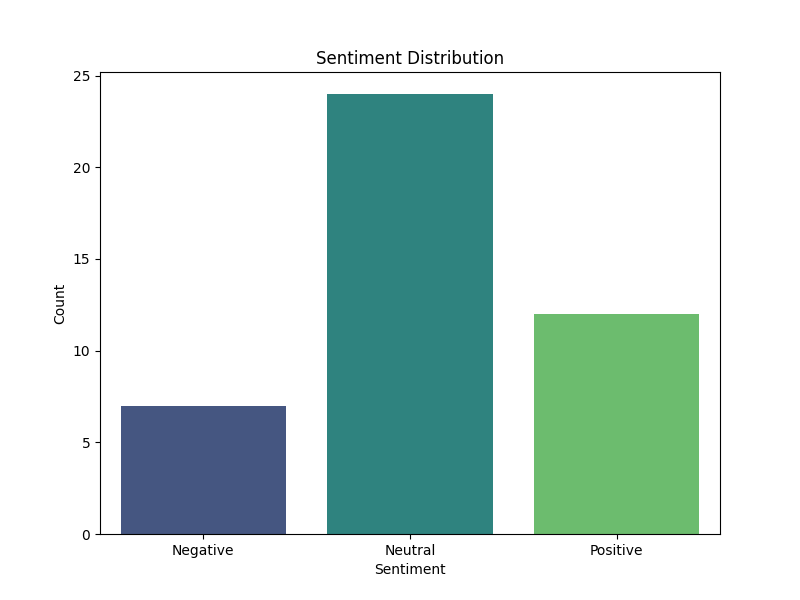 Sentiment Distribution
25
20
15
10
5
0
Count
Negative
Neutral
Positive
Sentiment